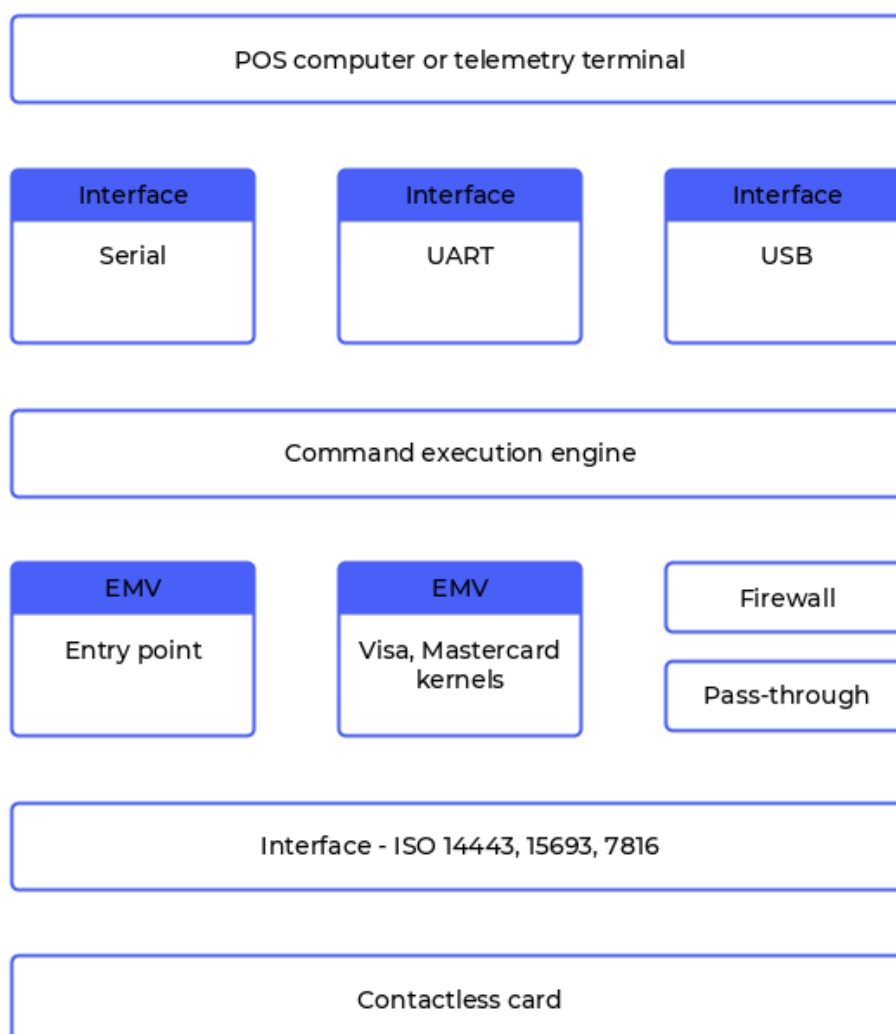 POS computer or telemetry terminal
Interface
Serial
Interface
UART
Interface
USB
Command execution engine
EMV
Entry point
EMV
Visa, Mastercard
kernels
Firewall
Pass-through
Interface - ISO 14443, 15693, 7816
Contactless card